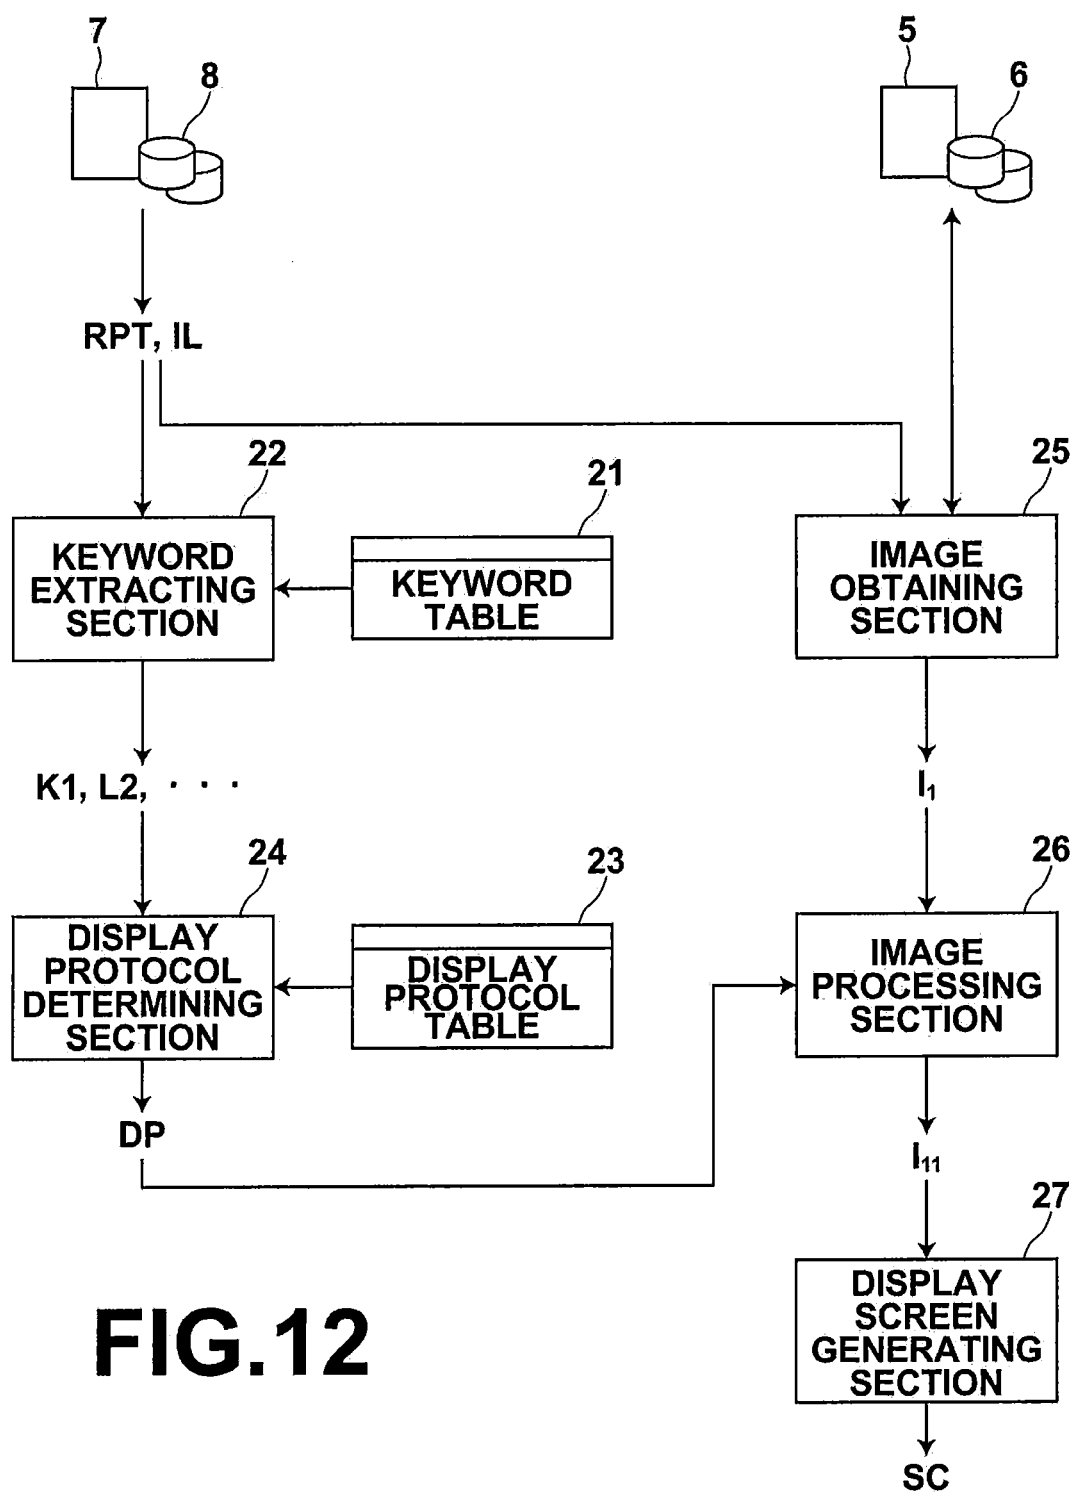 7
8
5
6
RPT, IL
22
21
25
KEYWORD
EXTRACTING
SECTION
KEYWORD
TABLE
IMAGE
OBTAINING
SECTION
K1, L2, · · ·
I₁
24
23
26
DISPLAY
PROTOCOL
DETERMINING
SECTION
DISPLAY
PROTOCOL
TABLE
IMAGE
PROCESSING
SECTION
DP
I₁₁
27
DISPLAY
SCREEN
GENERATING
SECTION
FIG.12
SC